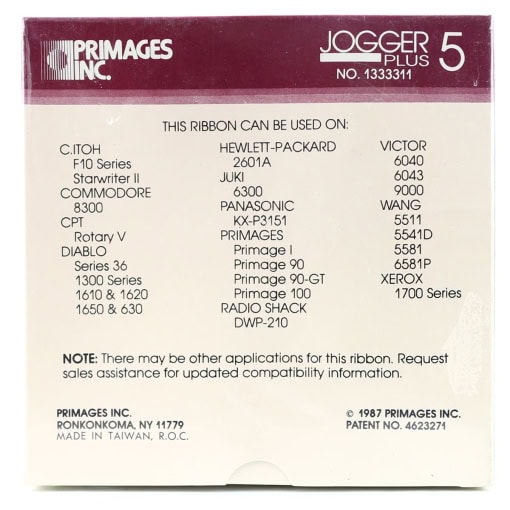 PRIMAGES
INC.
JOGGER
PLUS 5
NO. 1333311
THIS RIBBON CAN BE USED ON:
C.ITOH
F10 Series
Starwriter II
COMMODORE
8300
CPT
Rotary V
DIABLO
Series 36
1300 Series
1610 & 1620
1650 & 630
HEWLETT-PACKARD
2601A
JUKI
6300
PANASONIC
KX-P3151
PRIMAGES
Primage I
Primage 90
Primage 90-GT
Primage 100
RADIO SHACK
DWP-210
VICTOR
6040
6043
9000
WANG
5511
5541D
5581
6581P
XEROX
1700 Series
NOTE: There may be other applications for this ribbon. Request
sales assistance for updated compatibility information.
PRIMAGES INC.
RONKONKOMA, NY 11779
MADE IN TAIWAN, R.O.C.
© 1987 PRIMAGES INC.
PATENT NO. 4623271